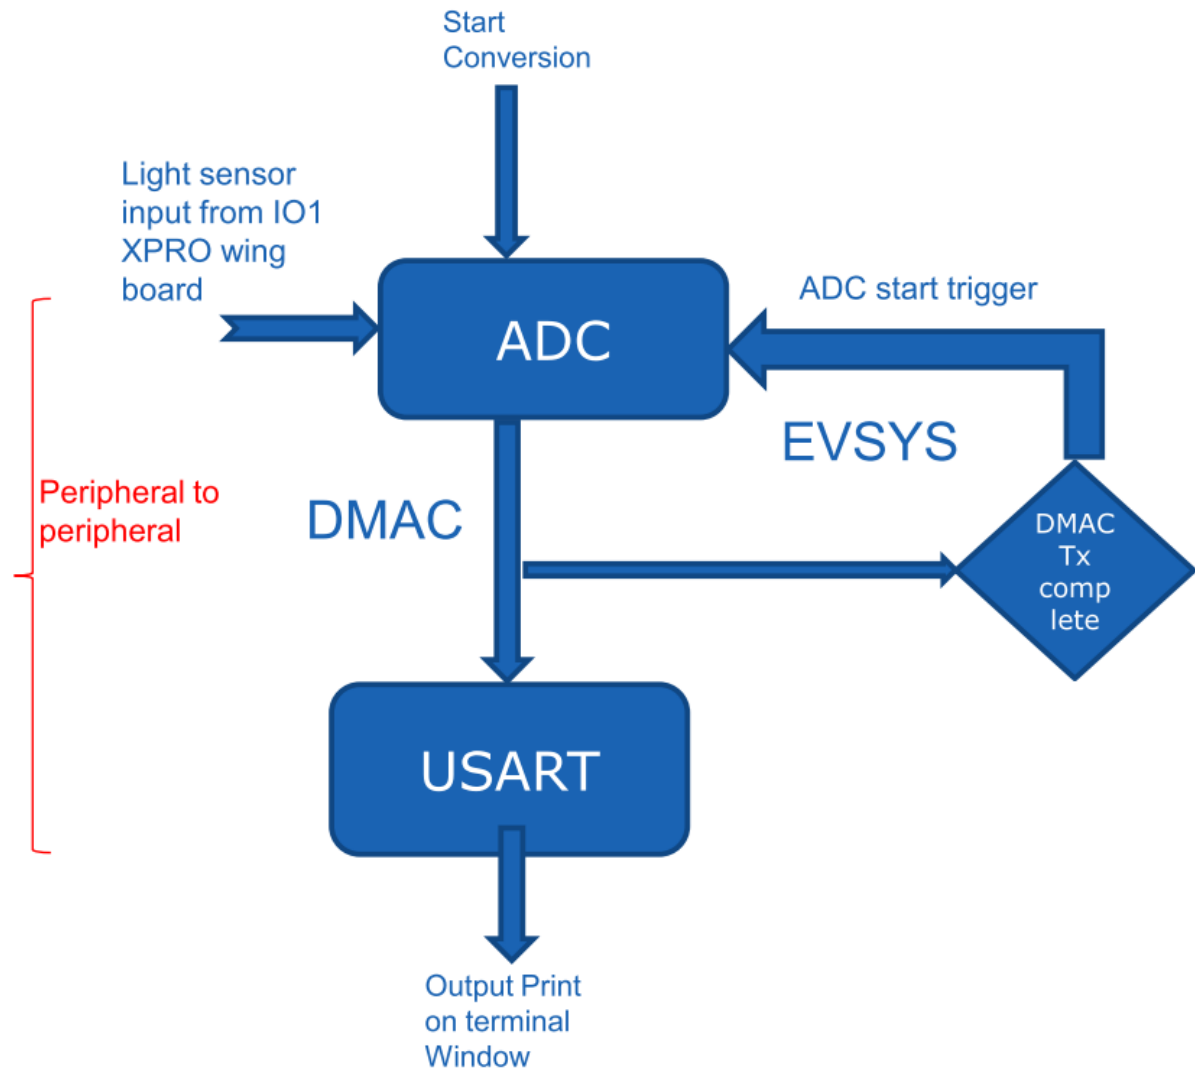 Start
Conversion
Light sensor
input from IO1
XPRO wing
board
ADC
ADC start trigger
EVSYS
Peripheral to
peripheral
DMAC
DMAC
Tx
comp
lete
USART
Output Print
on terminal
Window